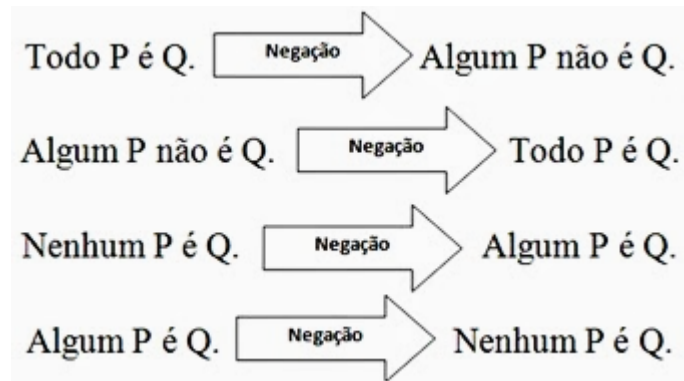 Todo P é Q. Negação Algum P não é Q.
Algum P não é Q. Negação Todo P é Q.
Nenhum P é Q. Negação Algum P é Q.
Algum P é Q. Negação Nenhum P é Q.